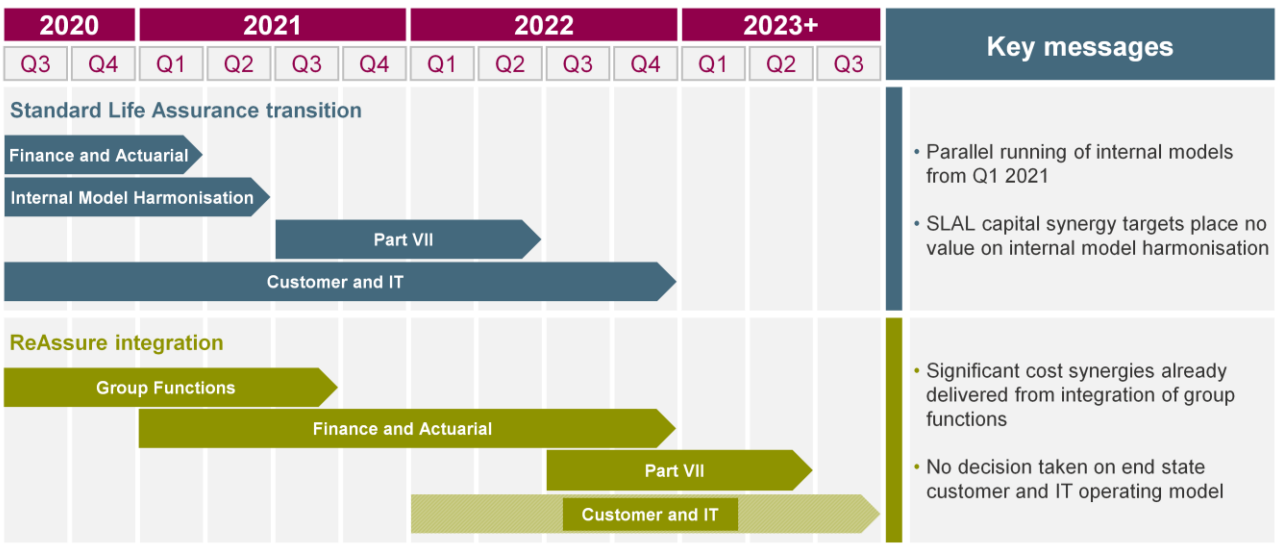 2020 2021 2022 2023+
Q3 Q4 Q1 Q2 Q3 Q4 Q1 Q2 Q3 Q4 Q1 Q2 Q3
Key messages
Standard Life Assurance transition
Finance and Actuarial
Internal Model Harmonisation
Part VII
Customer and IT
• Parallel running of internal models
from Q1 2021
• SLAL capital synergy targets place no
value on internal model harmonisation
ReAssure integration
Group Functions
Finance and Actuarial
Part VII
Customer and IT
• Significant cost synergies already
delivered from integration of group
functions
• No decision taken on end state
customer and IT operating model